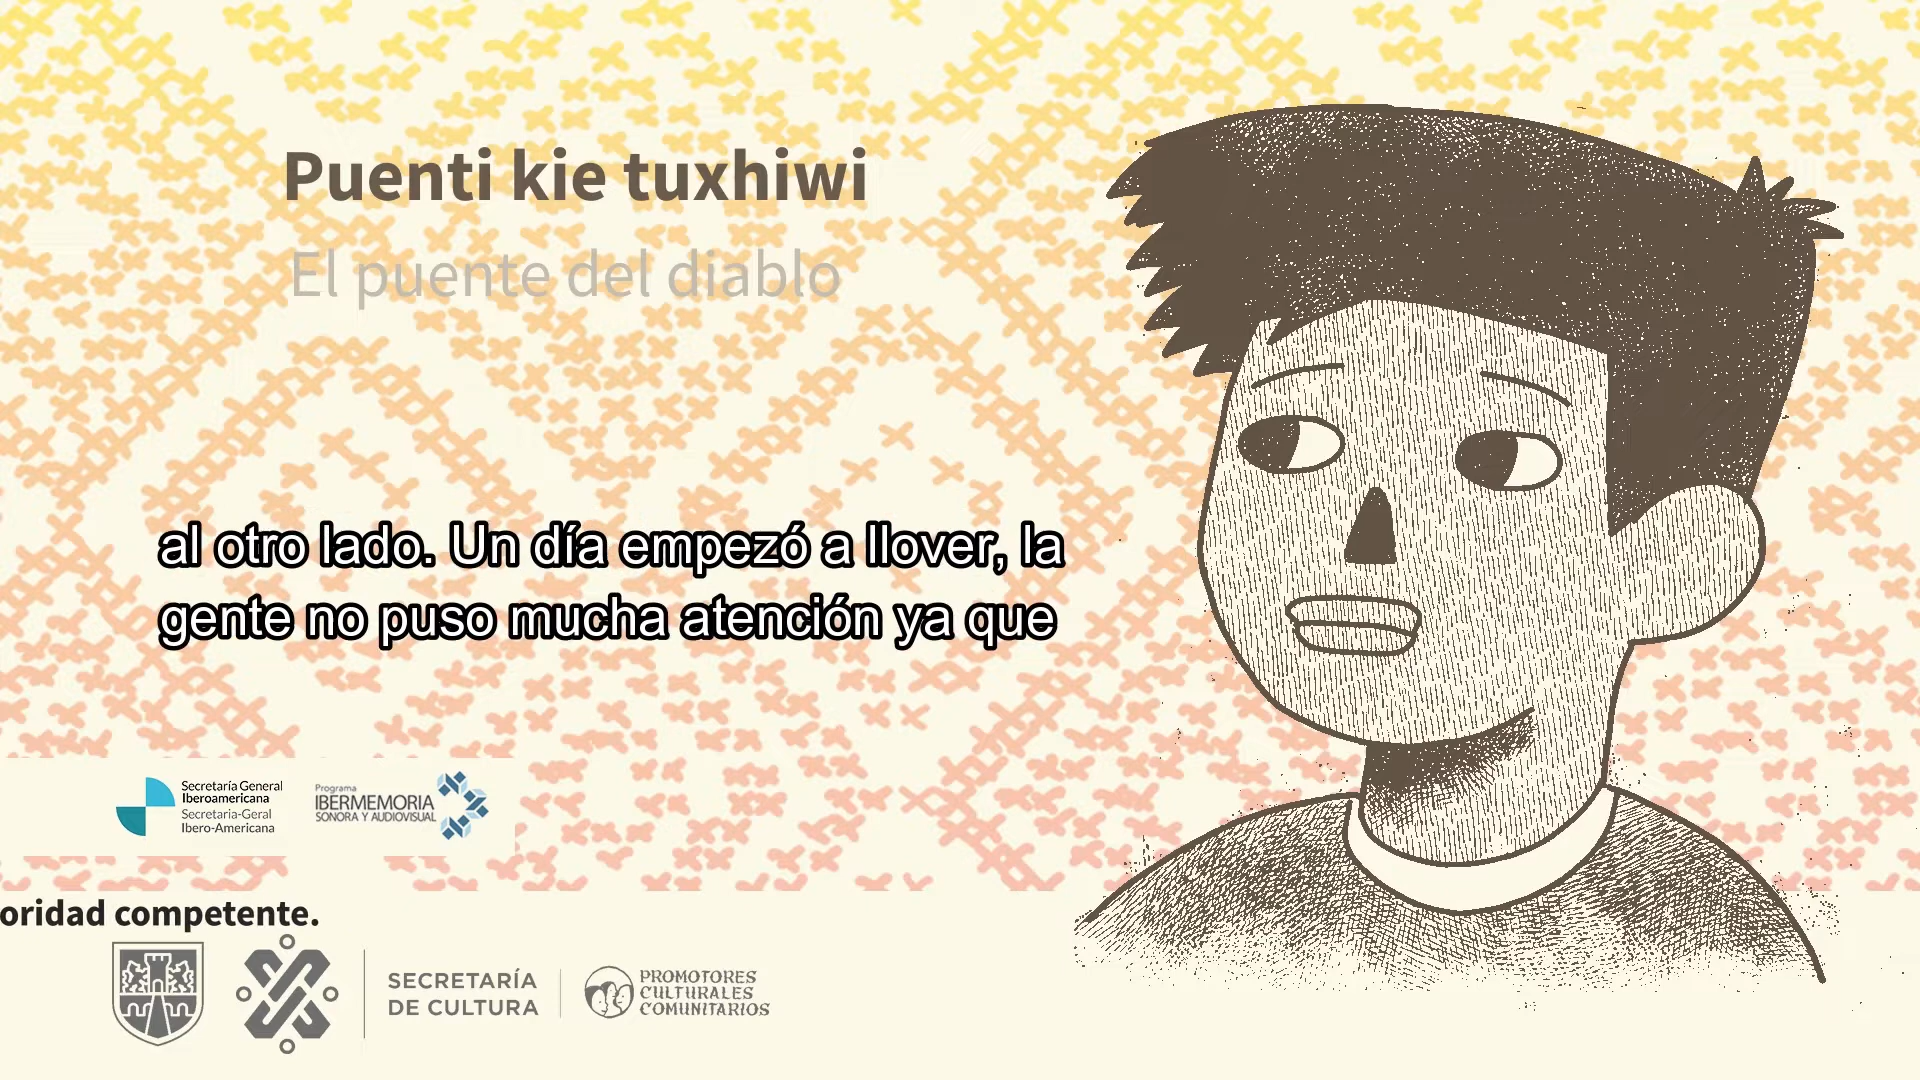 Puenti kie tuxhiwi
El puente del diablo
al otro lado. Un día empezó a llover, la
gente no puso mucha atención ya que
Secretaría General
Iberoamericana
Secretaria-Geral
Ibero-Americana
Programa
IBERMEMORIA
SONORA Y AUDIOVISUAL
oridad competente.
SECRETARÍA
DE CULTURA
PROMOTORES
CULTURALES
COMUNITARIOS